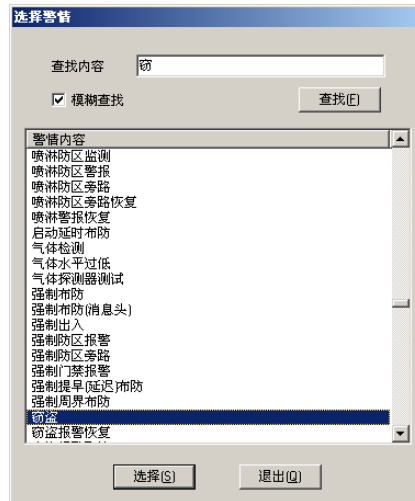 选择警情
查找内容 窃
模糊查找 查找(F)
警情内容
喷淋防区监测
喷淋防区警报
喷淋防区旁路
喷淋防区旁路恢复
喷淋警报恢复
启动延时布防
气体检测
气体水平过低
气体探测器测试
强制布防
强制布防(消息头)
强制出入
强制防区报警
强制防区旁路
强制门禁报警
强制提早(延迟)布防
强制周界布防
窃盗
窃盗报警恢复
选择(S) 退出(Q)